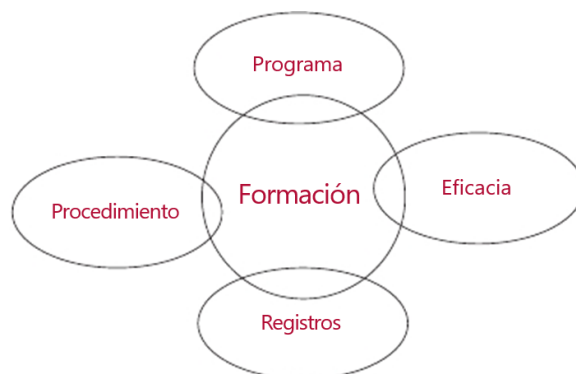 Programa
Formación
Eficacia
Procedimiento
Registros